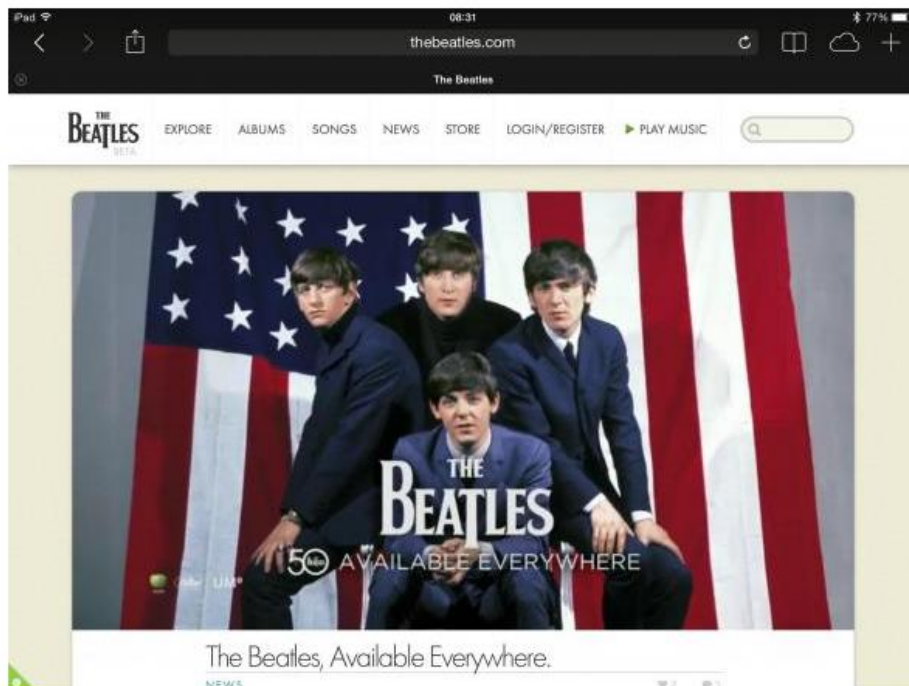 iPad 08:31 77%
thebeatles.com
The Beatles
THE
BEATLES
BETA
EXPLORE ALBUMS SONGS NEWS STORE LOGIN/REGISTER PLAY MUSIC
THE
BEATLES
50 AVAILABLE EVERYWHERE
UMe
The Beatles, Available Everywhere.
NEWS